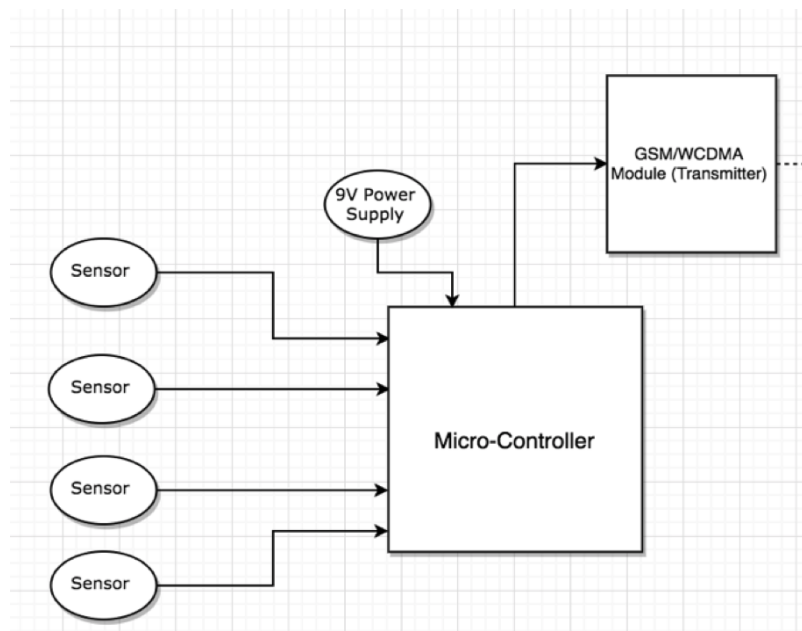 GSM/WCDMA
Module (Transmitter)
9V Power
Supply
Sensor
Sensor
Micro-Controller
Sensor
Sensor